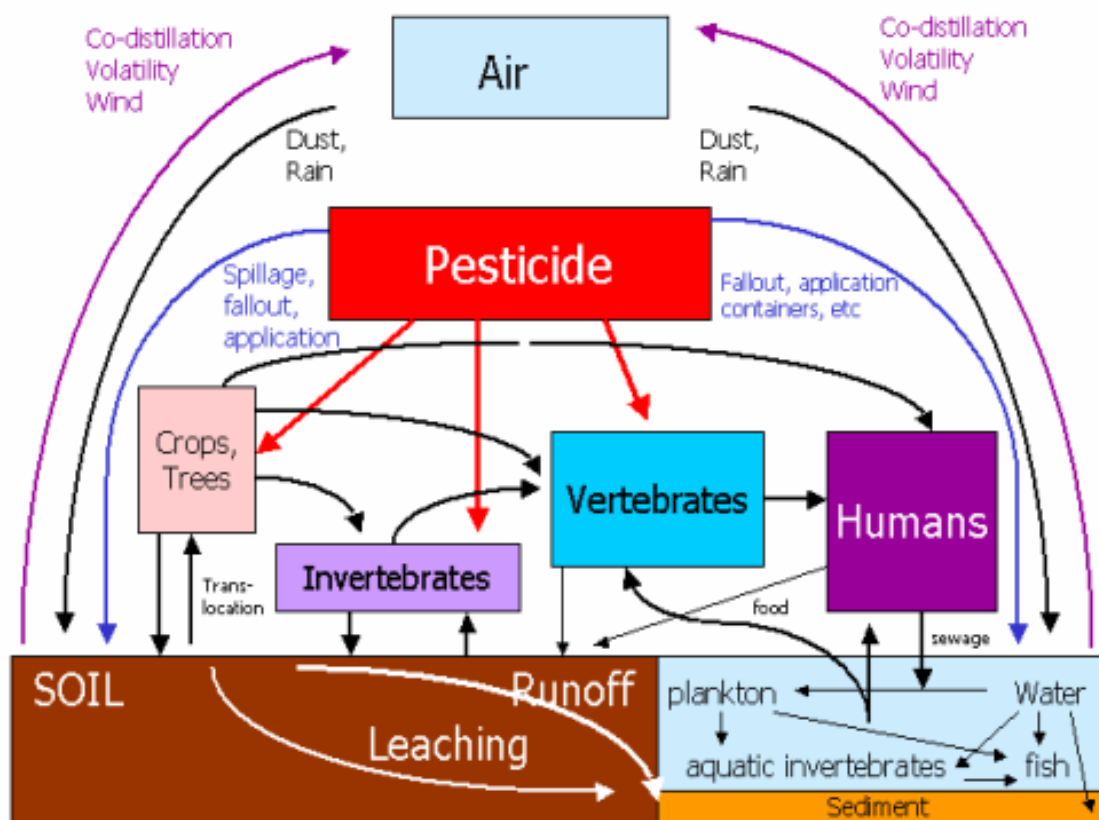 Co-distillation
Volatility
Wind
Air
Co-distillation
Volatility
Wind
Dust,
Rain
Dust,
Rain
Pesticide
Spillage,
fallout,
application
Fallout, application
containers, etc
Crops,
Trees
Vertebrates
Humans
Invertebrates
Trans-
location
food
sewage
SOIL
Runoff
Leaching
plankton
Water
aquatic invertebrates
fish
Sediment